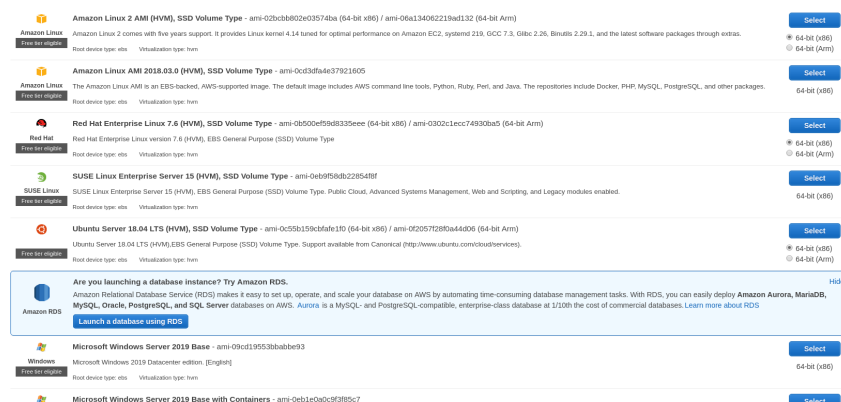 Amazon Linux 2 AMI (HVM), SSD Volume Type - ami-02bcbb802e03574ba (64-bit x86) / ami-06a134062219ad132 (64-bit Arm)
Select
Amazon Linux
Free tier eligible
Amazon Linux 2 comes with five years support. It provides Linux kernel 4.14 tuned for optimal performance on Amazon EC2, systemd 219, GCC 7.3, Glibc 2.26, Binutils 2.29.1, and the latest software packages through extras.
64-bit (x86)
64-bit (Arm)
Root device type: ebs Virtualization type: hvm
Amazon Linux AMI 2018.03.0 (HVM), SSD Volume Type - ami-0cd3dfa4e37921605
Select
Amazon Linux
Free tier eligible
The Amazon Linux AMI is an EBS-backed, AWS-supported image. The default image includes AWS command line tools, Python, Ruby, Perl, and Java. The repositories include Docker, PHP, MySQL, PostgreSQL, and other packages.
64-bit (x86)
Root device type: ebs Virtualization type: hvm
Red Hat Enterprise Linux 7.6 (HVM), SSD Volume Type - ami-0b500ef59d8335eee (64-bit x86) / ami-0302c1ecc74930ba5 (64-bit Arm)
Select
Red Hat
Free tier eligible
Red Hat Enterprise Linux version 7.6 (HVM), EBS General Purpose (SSD) Volume Type
64-bit (x86)
64-bit (Arm)
Root device type: ebs Virtualization type: hvm
SUSE Linux Enterprise Server 15 (HVM), SSD Volume Type - ami-0eb9f58db22854f8f
Select
SUSE Linux
Free tier eligible
SUSE Linux Enterprise Server 15 (HVM), EBS General Purpose (SSD) Volume Type. Public Cloud, Advanced Systems Management, Web and Scripting, and Legacy modules enabled.
64-bit (x86)
Root device type: ebs Virtualization type: hvm
Ubuntu Server 18.04 LTS (HVM), SSD Volume Type - ami-0c55b159cbfafe1f0 (64-bit x86) / ami-0f2057f28f0a44d06 (64-bit Arm)
Select
Free tier eligible
Ubuntu Server 18.04 LTS (HVM),EBS General Purpose (SSD) Volume Type. Support available from Canonical (http://www.ubuntu.com/cloud/services).
64-bit (x86)
64-bit (Arm)
Root device type: ebs Virtualization type: hvm
Are you launching a database instance? Try Amazon RDS.
Amazon RDS
Amazon Relational Database Service (RDS) makes it easy to set up, operate, and scale your database on AWS by automating time-consuming database management tasks. With RDS, you can easily deploy Amazon Aurora, MariaDB,
MySQL, Oracle, PostgreSQL, and SQL Server databases on AWS. Aurora is a MySQL- and PostgreSQL-compatible, enterprise-class database at 1/10th the cost of commercial databases. Learn more about RDS
Launch a database using RDS
Microsoft Windows Server 2019 Base - ami-09cd19553bbabbe93
Select
Windows
Free tier eligible
Microsoft Windows 2019 Datacenter edition. [English]
64-bit (x86)
Root device type: ebs Virtualization type: hvm
Microsoft Windows Server 2019 Base with Containers - ami-0eb1e0a0c9f3f85c7
Select